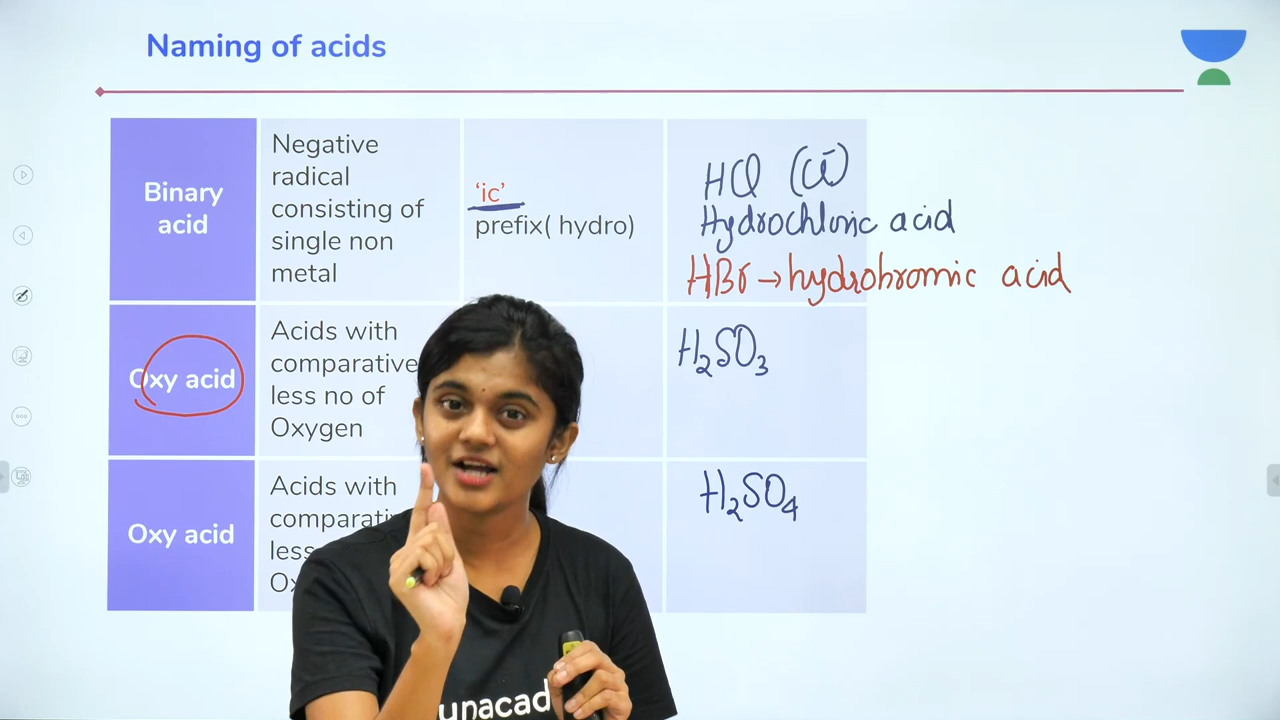 Naming of acids
Binary
acid
Negative
radical
consisting of
single non
metal
‘ic’
prefix( hydro)
HCl (Cl⁻)
Hydrochloric acid
HBr → hydrobromic acid
Oxy acid
Acids with
comparative
less no of
Oxygen
H₂SO₃
Oxy acid
Acids with
less
H₂SO₄
unacad